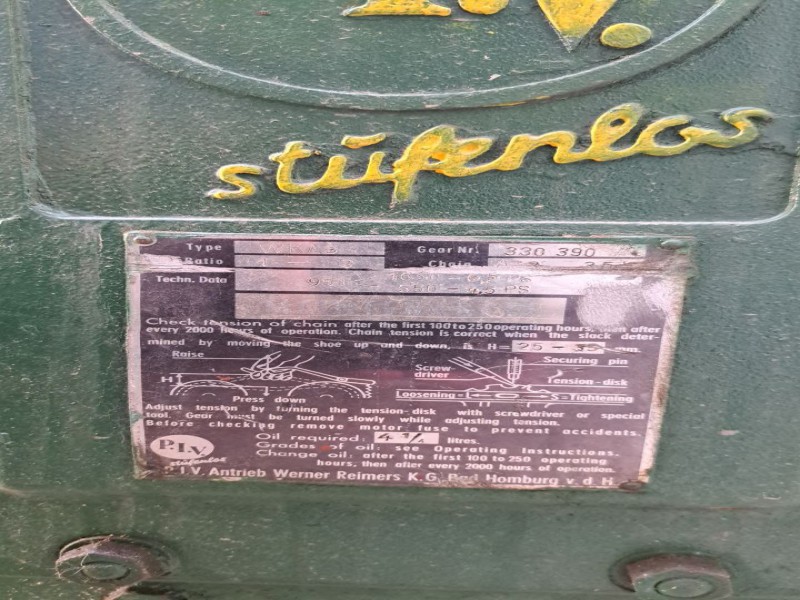 P.I.V.
stufenlos
Type Gear Nr. 330 390
Ratio Chain
Techn. Data
PS
Check tension of chain after the first 100 to 250 operating hours, then after
every 2000 hours of operation. Chain tension is correct when the slack deter-
mined by moving the shoe up and down, is H = 25 - mm.
Raise
H
Press down
Screw-
driver
Securing pin
Tension-disk
Loosening S = Tightening
Adjust tension by turning the tension-disk with screwdriver or special
tool. Gear must be turned slowly while adjusting tension.
Before checking remove motor fuse to prevent accidents.
Oil required: litres.
Grades of oil: see Operating Instructions.
Change oil: after the first 100 to 250 operating
hours, then after every 2000 hours of operation.
P.I.V.
stufenlos
P.I.V. Antrieb Werner Reimers K.G. Bad Homburg v. d. H.